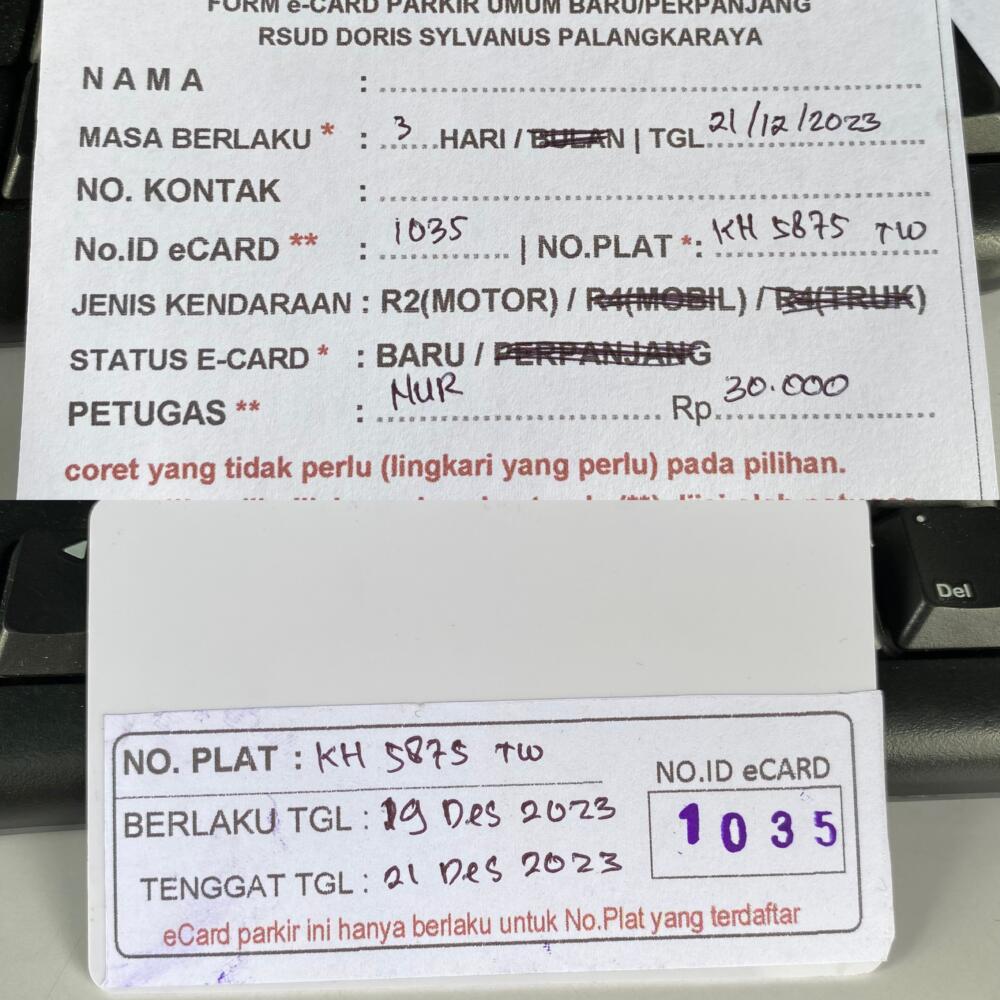 FORM e-CARD PARKIR UMUM BARU/PERPANJANG
RSUD DORIS SYLVANUS PALANGKARAYA
NAMA :
MASA BERLAKU * : 3 HARI / BULAN | TGL 21/12/2023
NO. KONTAK :
No.ID eCARD ** : 1035 | NO.PLAT *: KH 5875 TW
JENIS KENDARAAN : R2(MOTOR) / R4(MOBIL) / R4(TRUK)
STATUS E-CARD * : BARU / PERPANJANG
PETUGAS ** : NUR Rp 30.000
coret yang tidak perlu (lingkari yang perlu) pada pilihan.
Del
NO. PLAT : KH 5875 TW
NO.ID eCARD
BERLAKU TGL : 19 Des 2023
1035
TENGGAT TGL : 21 Des 2023
eCard parkir ini hanya berlaku untuk No.Plat yang terdaftar